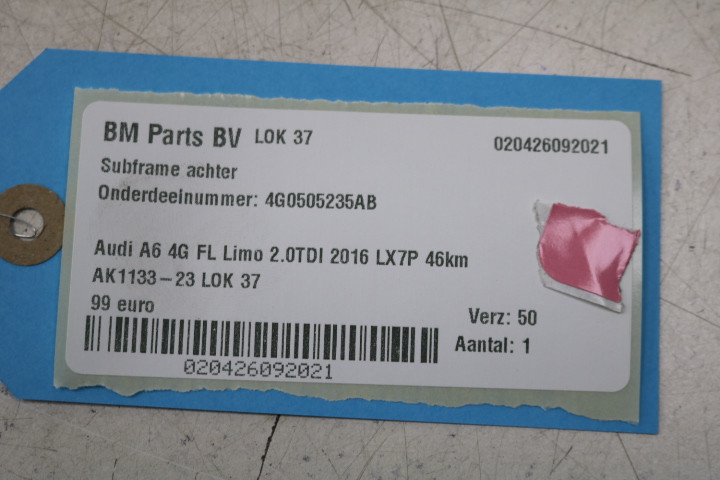 BM Parts BV LOK 37 020426092021
Subframe achter
Onderdeelnummer: 4G0505235AB
Audi A6 4G FL Limo 2.0TDI 2016 LX7P 46km
AK1133-23 LOK 37
99 euro
Verz: 50
Aantal: 1
020426092021